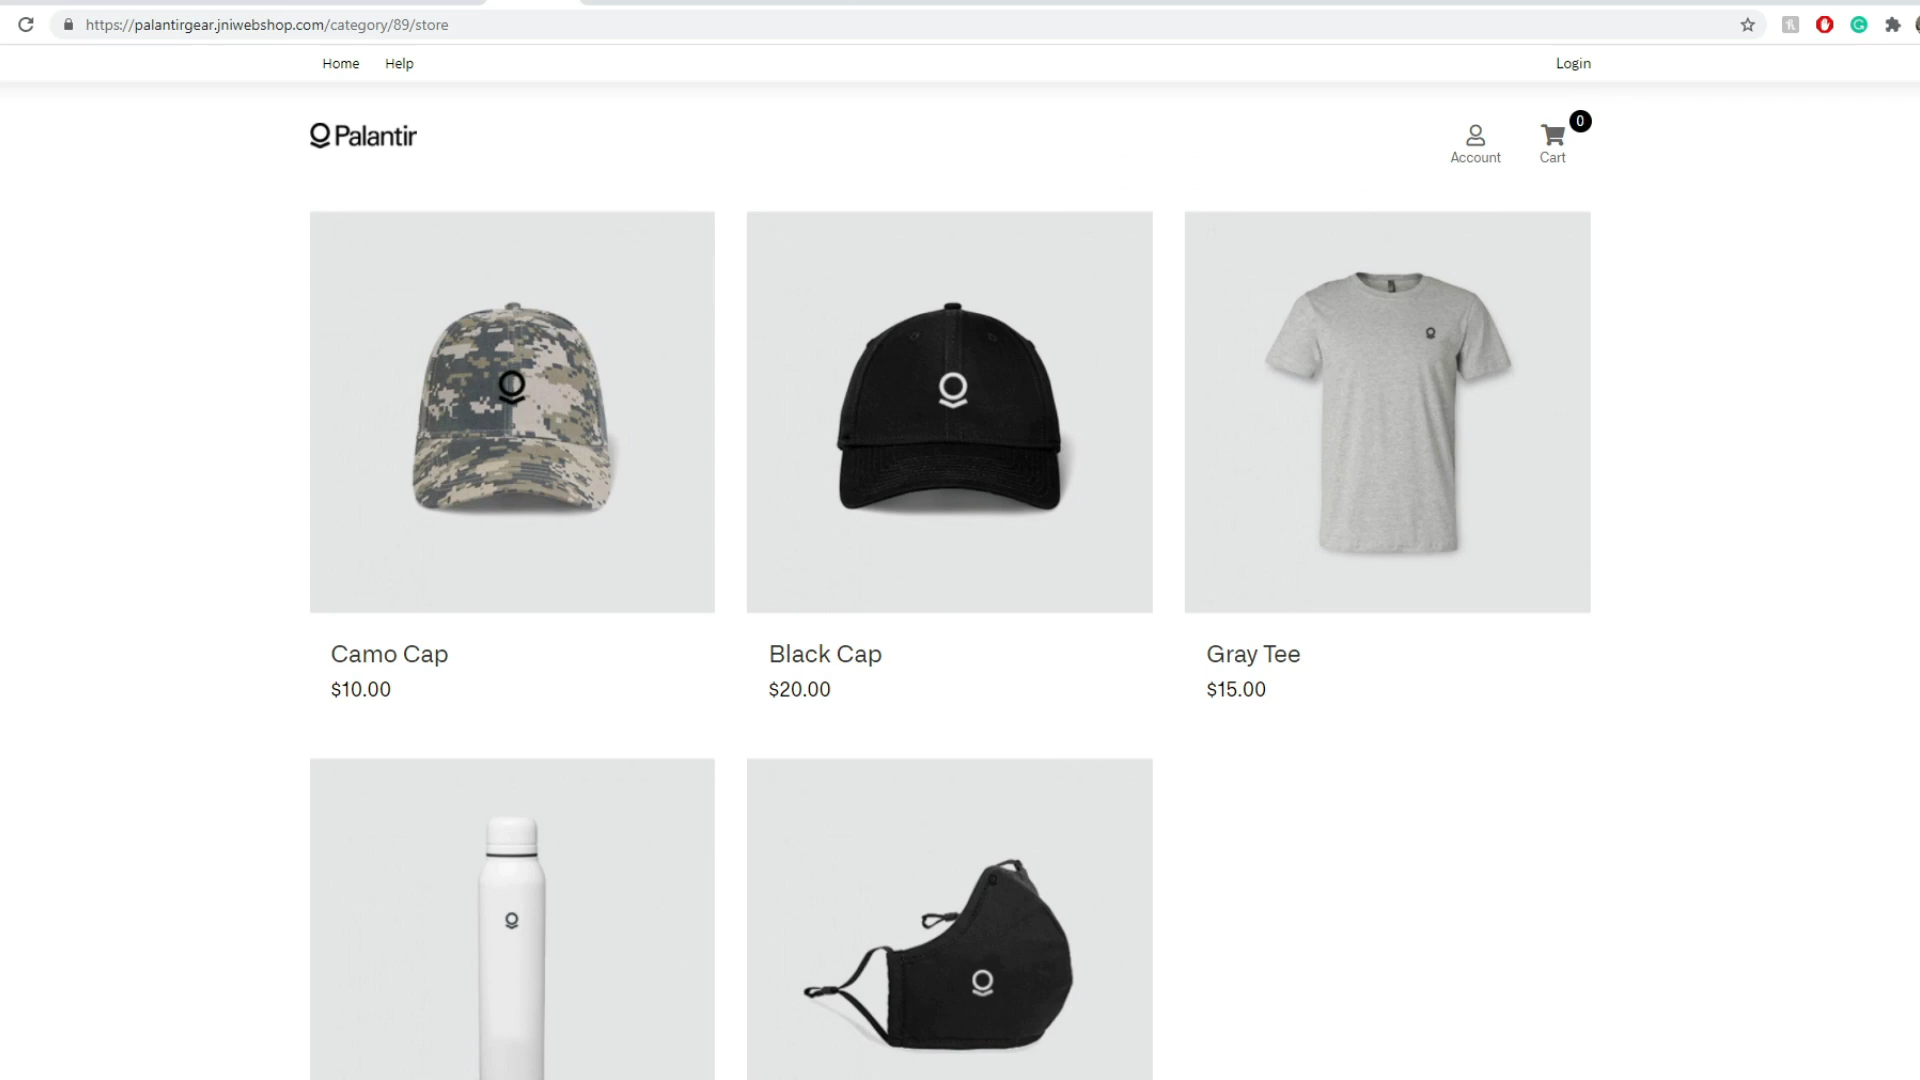 https://palantirgear.jniwebshop.com/category/89/store
Home Help Login
Palantir
0
Account Cart
Camo Cap Black Cap Gray Tee
$10.00 $20.00 $15.00